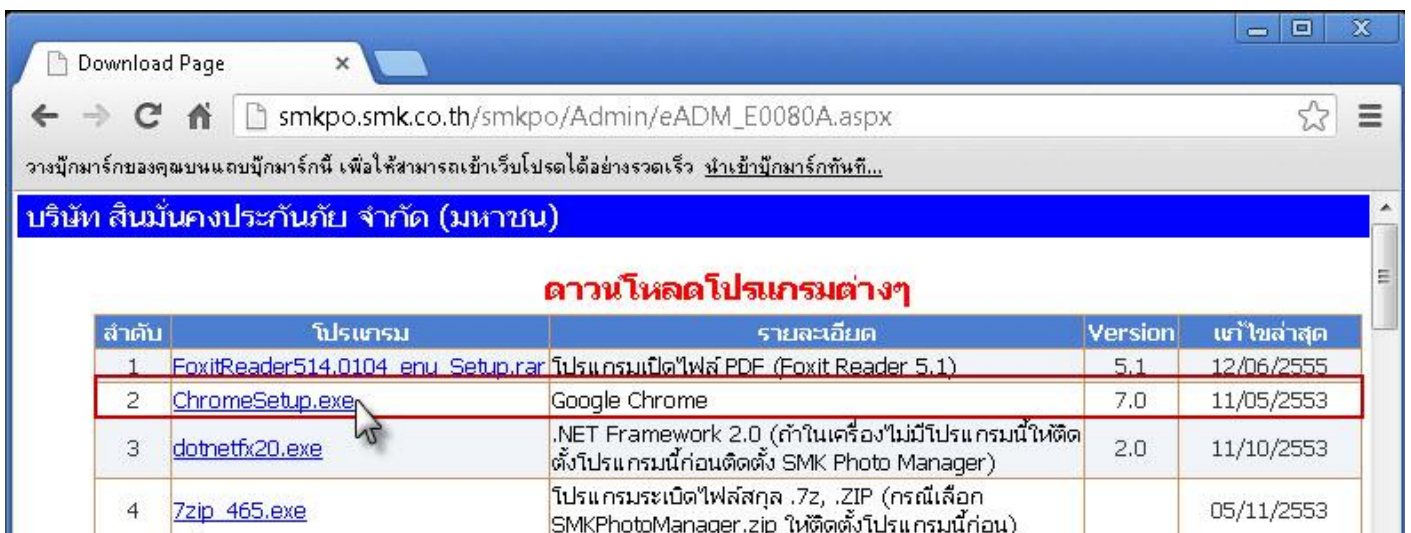 Download Page
smkpo.smk.co.th/smkpo/Admin/eADM_E0080A.aspx
วางบุ๊กมาร์กของคุณบนแถบบุ๊กมาร์กนี้ เพื่อให้สามารถเข้าเว็บโปรดได้อย่างรวดเร็ว นำเข้าบุ๊กมาร์กทันที...
บริษัท สินมั่นคงประกันภัย จำกัด (มหาชน)
ดาวน์โหลดโปรแกรมต่างๆ
ลำดับ โปรแกรม รายละเอียด Version แก้ไขล่าสุด
1 FoxitReader514.0104_enu_Setup.rar โปรแกรมเปิดไฟล์ PDF (Foxit Reader 5.1) 5.1 12/06/2555
2 ChromeSetup.exe Google Chrome 7.0 11/05/2553
3 dotnetfx20.exe .NET Framework 2.0 (ถ้าในเครื่องไม่มีโปรแกรมนี้ให้ติด
ตั้งโปรแกรมนี้ก่อนติดตั้ง SMK Photo Manager) 2.0 11/10/2553
4 7zip_465.exe โปรแกรมระเบิดไฟล์สกุล .7z, .ZIP (กรณีเลือก
SMKPhotoManager.zip ให้ติดตั้งโปรแกรมนี้ก่อน) 05/11/2553